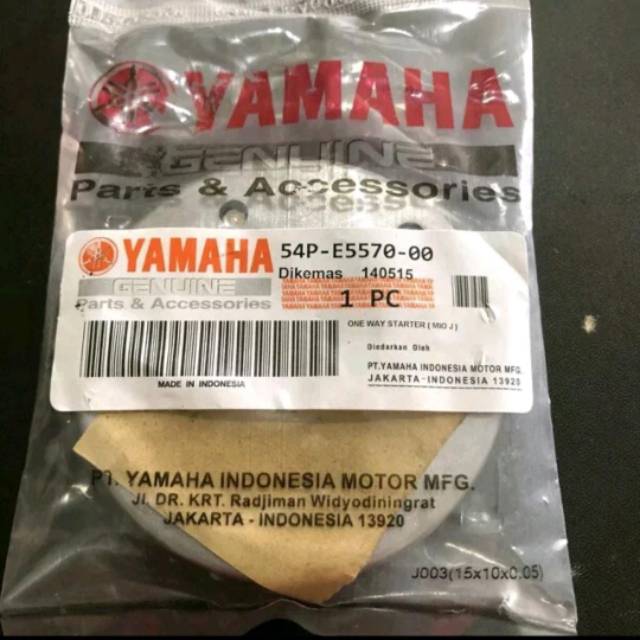 YAMAHA
GENUINE
Parts & Accessories
YAMAHA
GENUINE
Parts & Accessories
54P-E5570-00
Dikemas 140515
1 PC
ONE WAY STARTER ( MIO J )
Diedarkan Oleh
PT.YAMAHA INDONESIA MOTOR MFG.
JAKARTA-INDONESIA 13920
MADE IN INDONESIA
PT. YAMAHA INDONESIA MOTOR MFG.
Jl. DR. KRT. Radjiman Widyodiningrat
JAKARTA - INDONESIA 13920
J003(15x10x0.05)